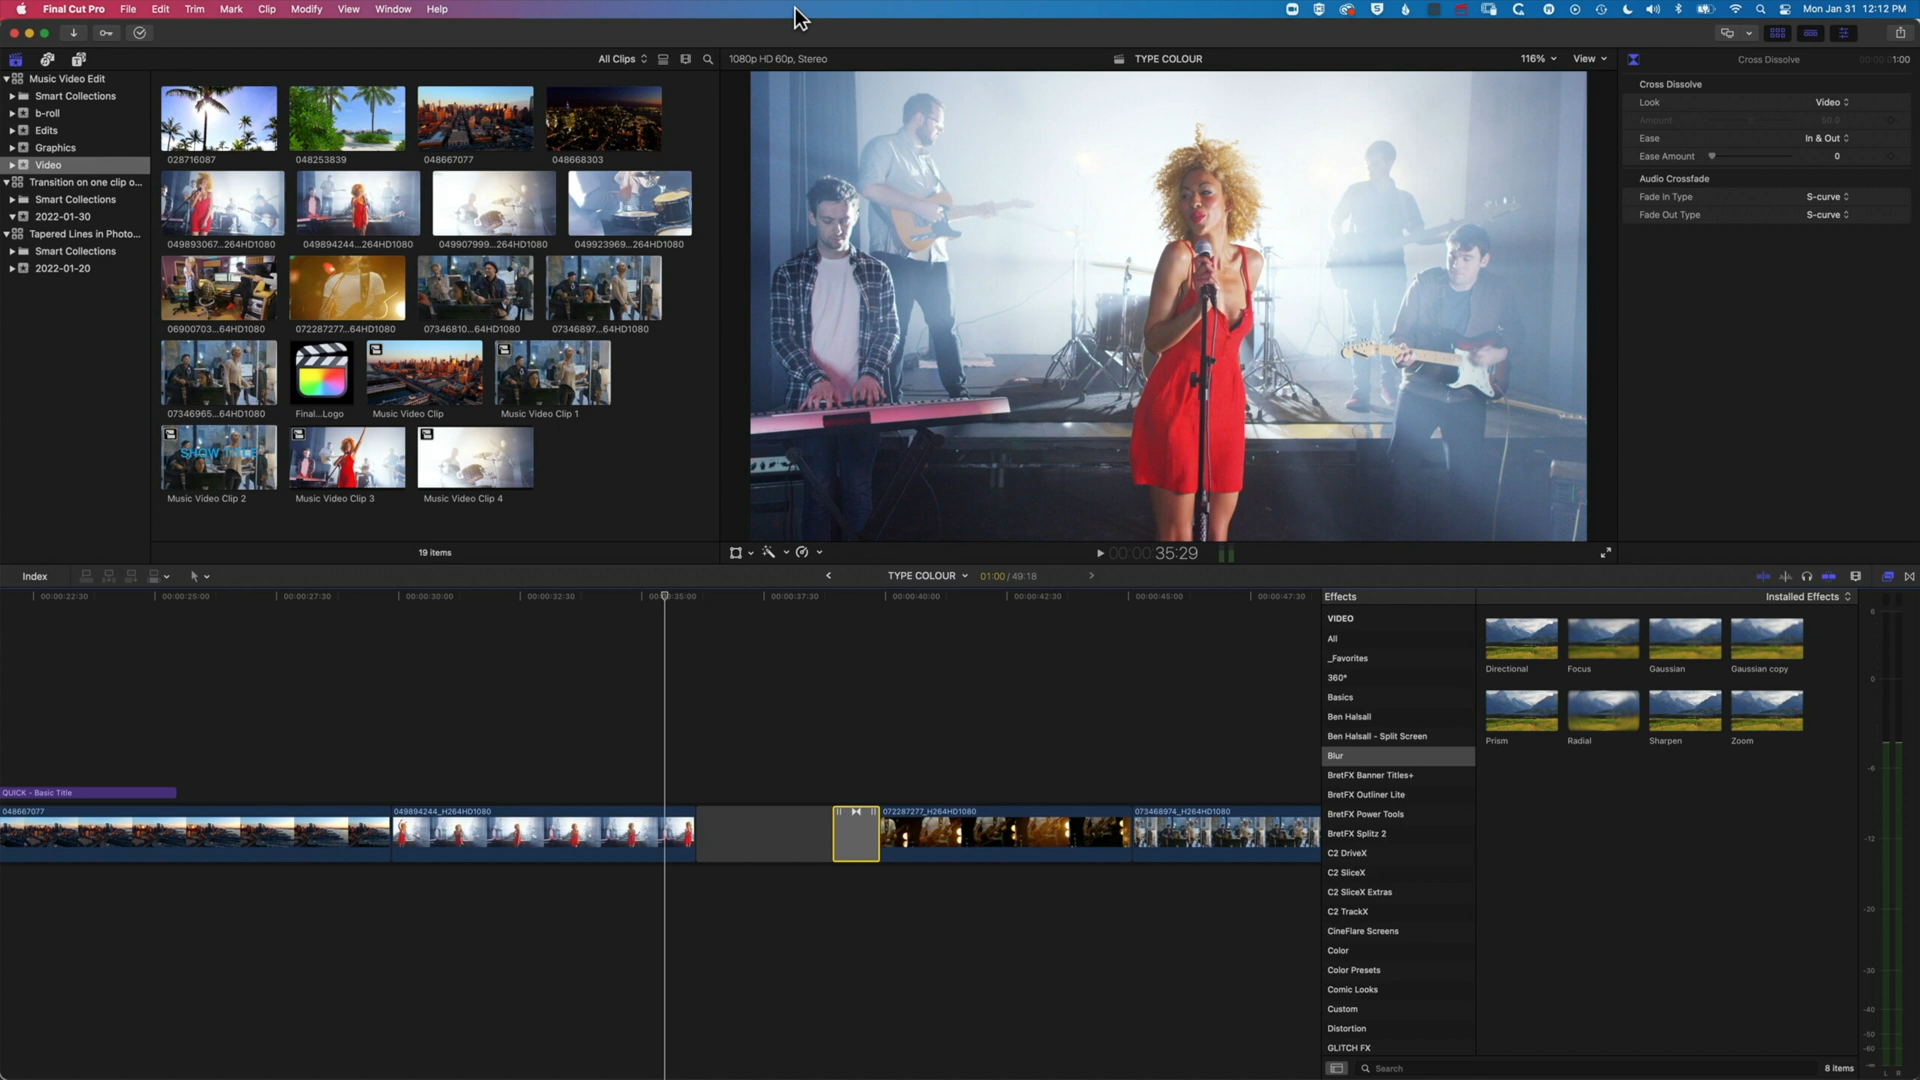 Final Cut Pro File Edit Trim Mark Clip Modify View Window Help
Mon Jan 31 12:12 PM
All Clips
1080p HD 60p, Stereo
TYPE COLOUR
116%
View
Cross Dissolve
1:00
Music Video Edit
Smart Collections
b-roll
Edits
Graphics
Video
Transition on one clip o...
Smart Collections
2022-01-30
Tapered Lines in Photo...
Smart Collections
2022-01-20
028716087
048253839
048667077
048668303
049893067...264HD1080
049894244...264HD1080
049907999...264HD1080
049923969...264HD1080
06900703...64HD1080
072287277...64HD1080
07346810...64HD1080
07346897...64HD1080
07346965...64HD1080
Final...Logo
Music Video Clip
Music Video Clip 1
SHOW TITLE
Music Video Clip 2
Music Video Clip 3
Music Video Clip 4
19 items
Cross Dissolve
Look
Video
Amount
50.0
Ease
In & Out
Ease Amount
0
Audio Crossfade
Fade In Type
S-curve
Fade Out Type
S-curve
00:00:35:29
Index
TYPE COLOUR
01:00 / 49:18
00:00:22:30
00:00:25:00
00:00:27:30
00:00:30:00
00:00:32:30
00:00:35:00
00:00:37:30
00:00:40:00
00:00:42:30
00:00:45:00
00:00:47:30
QUICK - Basic Title
048667077
049894244_H264HD1080
072287277_H264HD1080
073468974_H264HD1080
Effects
Installed Effects
VIDEO
All
_Favorites
360°
Basics
Ben Halsall
Ben Halsall - Split Screen
Blur
BretFX Banner Titles+
BretFX Outliner Lite
BretFX Power Tools
BretFX Splitz 2
C2 DriveX
C2 SliceX
C2 SliceX Extras
C2 TrackX
CineFlare Screens
Color
Color Presets
Comic Looks
Custom
Distortion
GLITCH FX
Directional
Focus
Gaussian
Gaussian copy
Prism
Radial
Sharpen
Zoom
Search
8 items
6
0
-6
-12
-20
-30
-40
-50
-60
L R